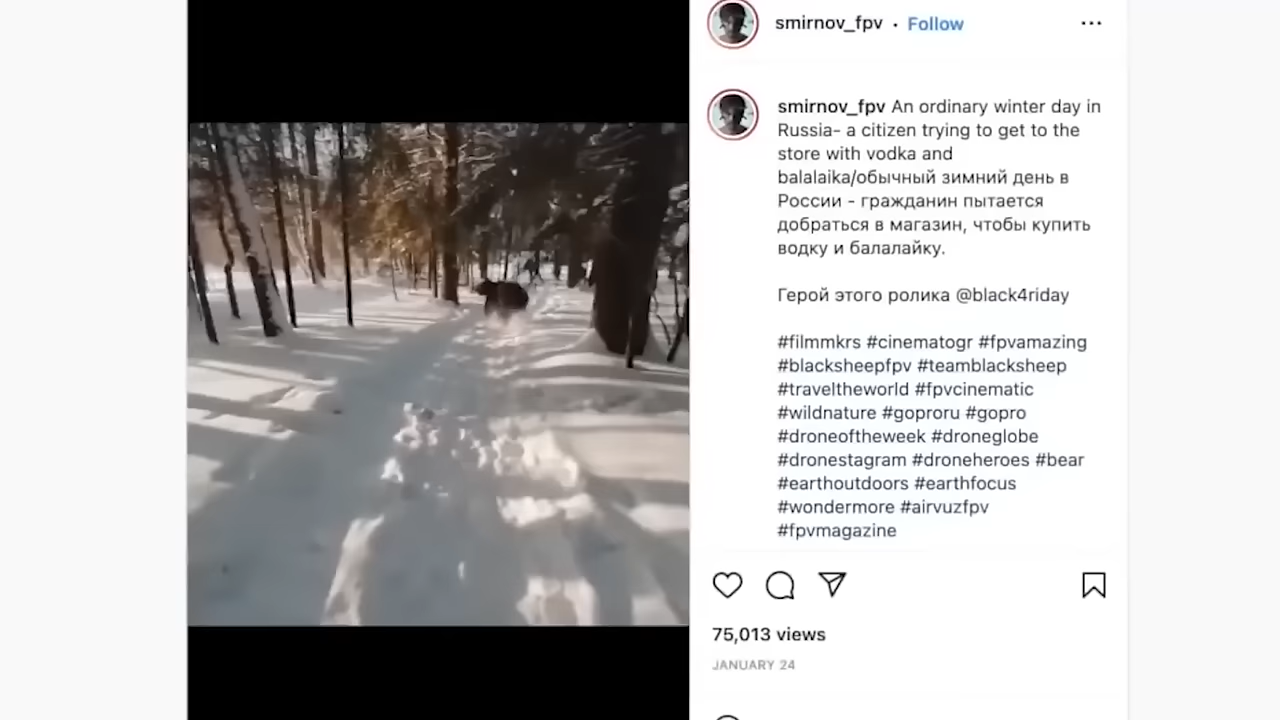 smirnov_fpv · Follow
smirnov_fpv An ordinary winter day in
Russia- a citizen trying to get to the
store with vodka and
balalaika/обычный зимний день в
России - гражданин пытается
добраться в магазин, чтобы купить
водку и балалайку.
Герой этого ролика @black4riday
#filmmkrs #cinematogr #fpvamazing
#blacksheepfpv #teamblacksheep
#traveltheworld #fpvcinematic
#wildnature #goproru #gopro
#droneoftheweek #droneglobe
#dronestagram #droneheroes #bear
#earthoutdoors #earthfocus
#wondermore #airvuzfpv
#fpvmagazine
75,013 views
JANUARY 24